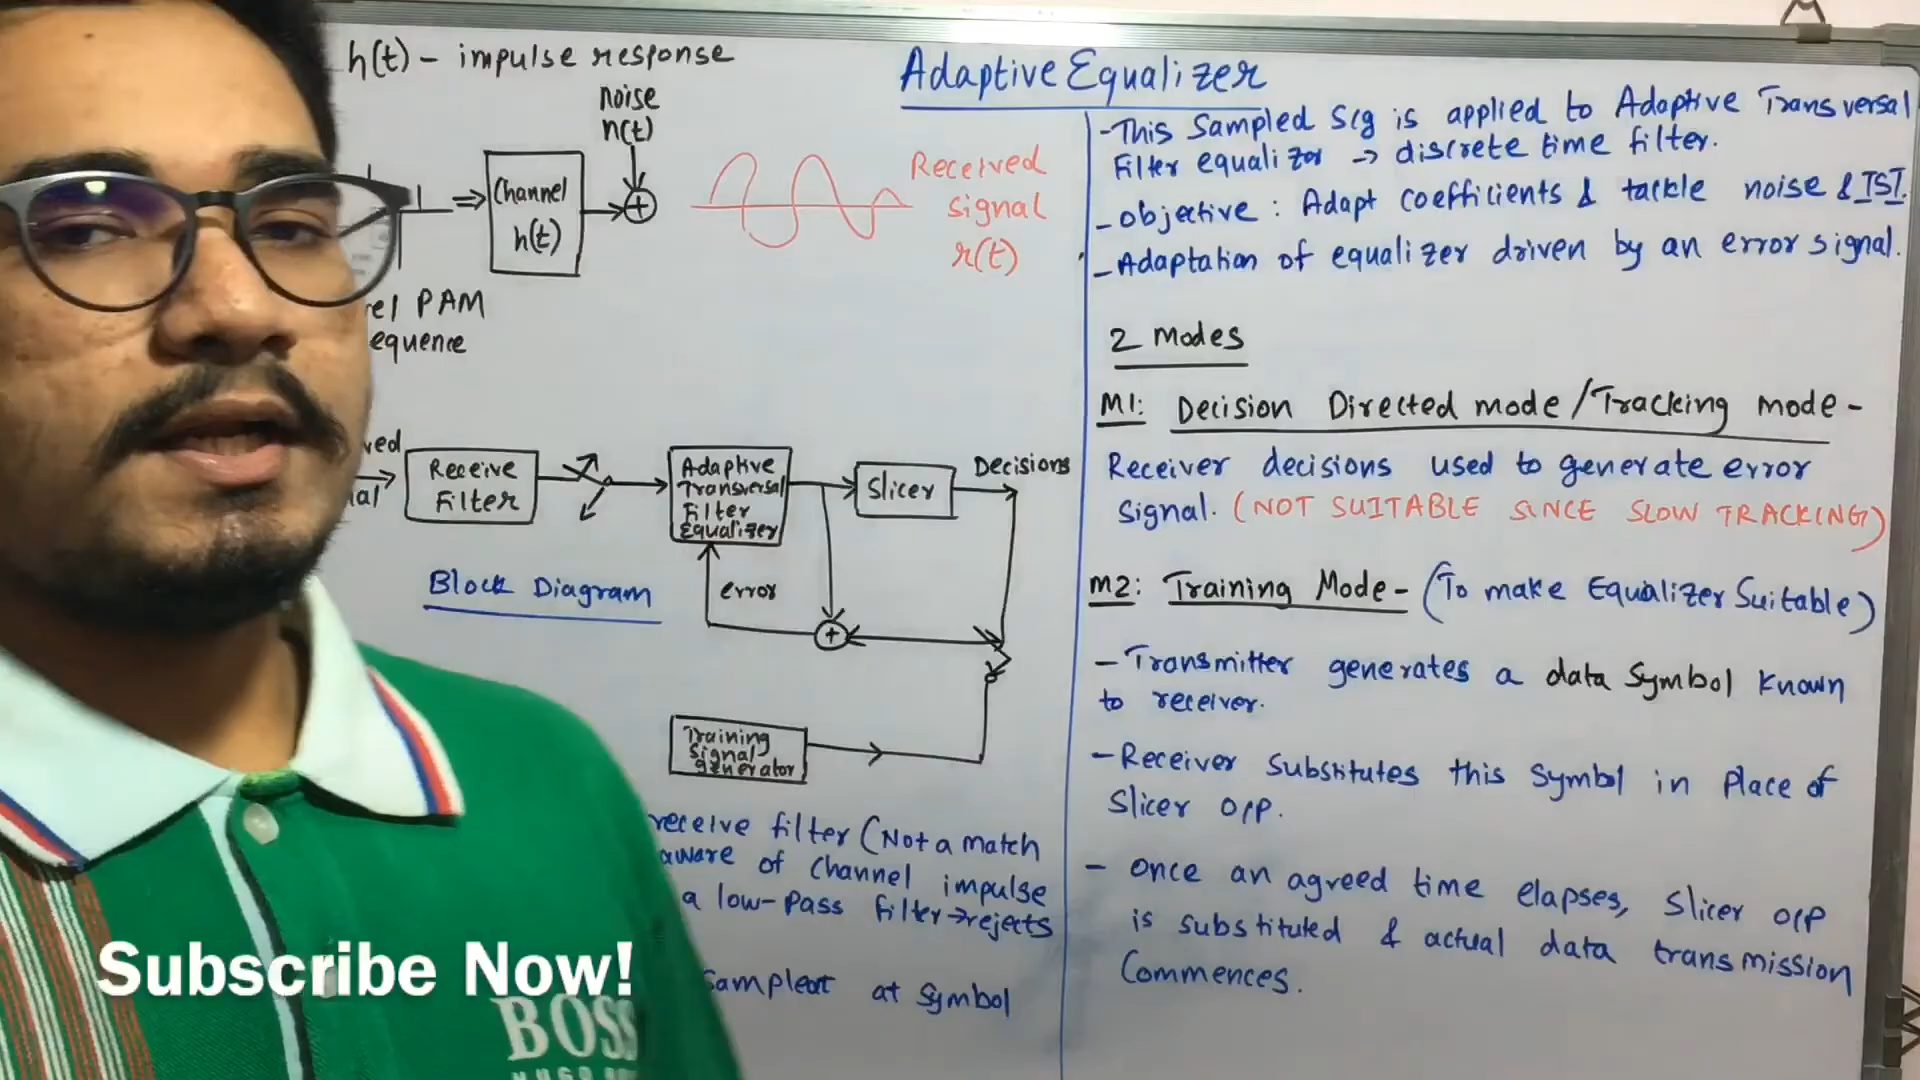 h(t) - impulse response
Adaptive Equalizer
noise
n(t)
Channel
h(t)
Received
signal
r(t)
PAM
equence
Receive
Filter
Adaptive
Transversal
Filter
Equalizer
Slicer
Decisions
error
Block Diagram
Training
Signal
generator
receive filter (Not a match
aware of channel impulse
a low-pass filter→rejects
at symbol
- This Sampled Sig is applied to Adaptive Transversal
Filter equalizer → discrete time filter.
- objective : Adapt coefficients & tackle noise & ISI.
- Adaptation of equalizer driven by an error signal.
2 modes
M1: Decision Directed mode/Tracking mode -
Receiver decisions used to generate error
Signal. (NOT SUITABLE SINCE SLOW TRACKING)
M2: Training Mode - (To make Equalizer Suitable)
- Transmitter generates a data symbol known
to receiver.
- Receiver substitutes this symbol in place of
Slicer O/P.
- Once an agreed time elapses, Slicer O/P
is substituted & actual data transmission
Commences.
Subscribe Now!
BOSS